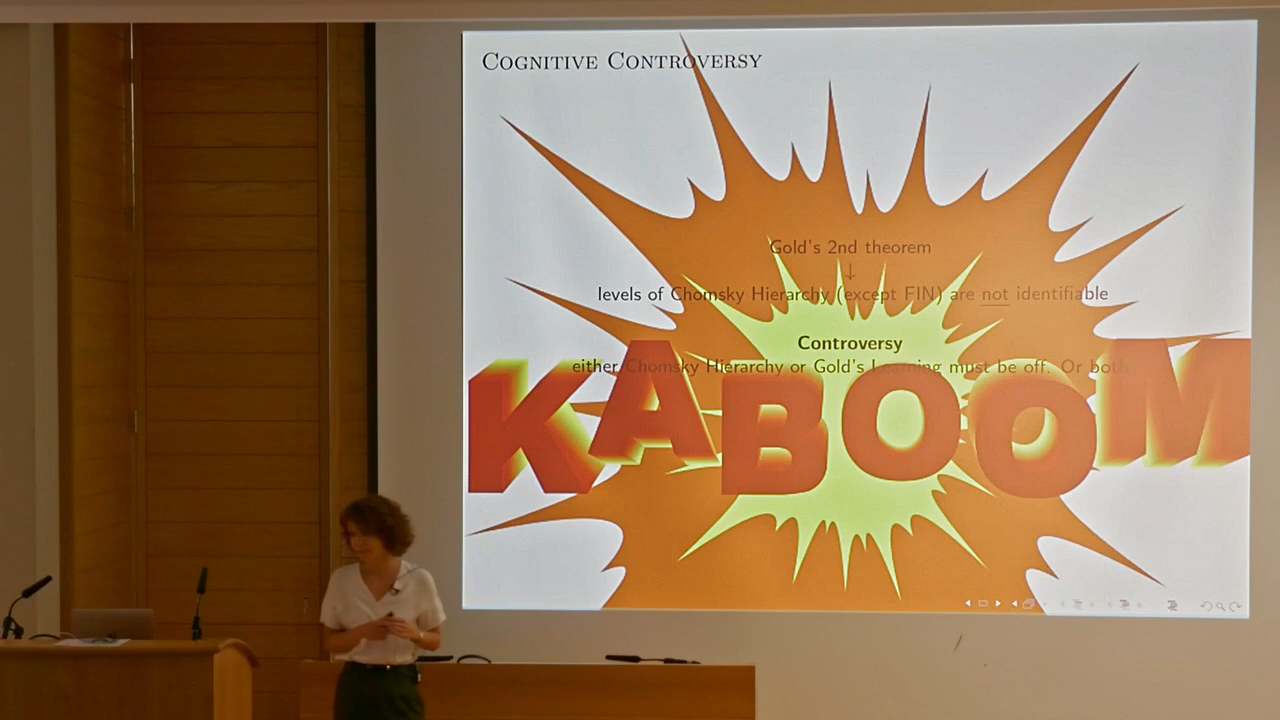 COGNITIVE CONTROVERSY
Gold's 2nd theorem
↓
levels of Chomsky Hierarchy (except FIN) are not identifiable
Controversy
either Chomsky Hierarchy or Gold's Learning must be off. Or both
KABOOM